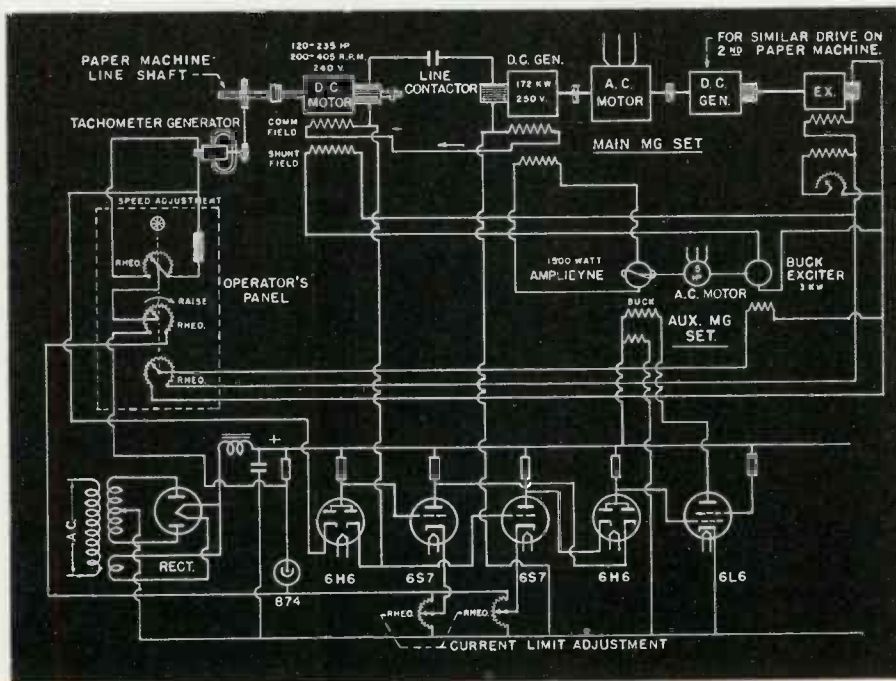 FOR SIMILAR DRIVE ON
2ND PAPER MACHINE.
120-235 HP
200-405 R.P.M.
240 V.
PAPER MACHINE
LINE SHAFT
D.C.
MOTOR
LINE
CONTACTOR
D.C. GEN.
172 KW
250 V.
A.C.
MOTOR
D.C.
GEN.
EX.
TACHOMETER GENERATOR
COMM
FIELD
SHUNT
FIELD
MAIN MG SET
SPEED ADJUSTMENT
RHEO.
OPERATOR'S
PANEL
RAISE
RHEO.
RHEO.
1500 WATT
AMPLIDYNE
5
HP
A.C. MOTOR
BUCK
EXCITER
3 KW
BUCK
AUX. MG
SET.
+
A.C.
RECT.
874
6H6
6S7
6S7
6H6
6L6
RHEO.
RHEO.
CURRENT LIMIT ADJUSTMENT